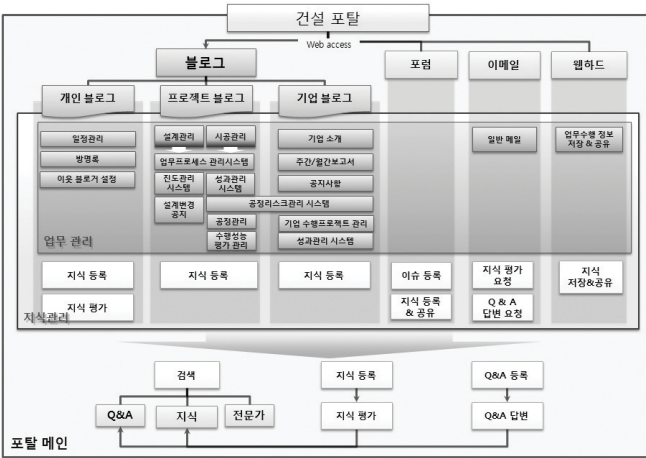 건설 포탈
Web access
블로그
포럼
이메일
웹하드
개인 블로그
프로젝트 블로그
기업 블로그
일정관리
방명록
이웃 블로거 설정
설계관리
시공관리
업무프로세스 관리시스템
진도관리
시스템
성과관리
시스템
설계변경
공지
공정리스크관리 시스템
공정관리
수행성능
평가 관리
기업 소개
주간/월간보고서
공지사항
기업 수행프로젝트 관리
성과관리 시스템
일반 메일
업무수행 정보
저장 & 공유
업무 관리
지식 등록
지식 평가
지식 등록
지식 등록
이슈 등록
지식 등록
& 공유
지식 평가
요청
Q & A
답변 요청
지식
저장&공유
지식관리
검색
Q&A
지식
전문가
지식 등록
지식 평가
Q&A 등록
Q&A 답변
포탈 메인